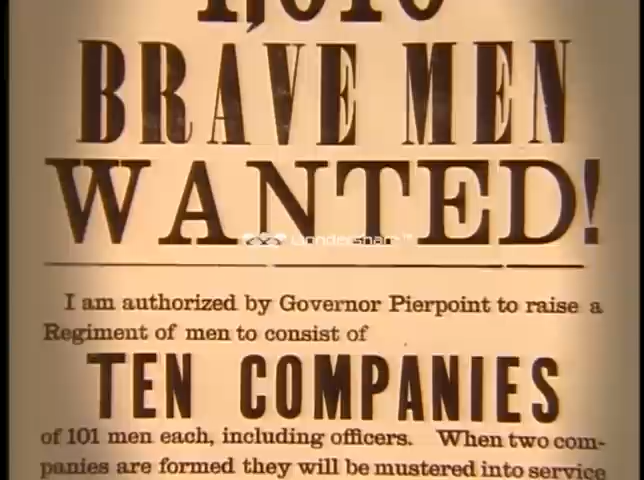 BRAVE MEN
WANTED!
wondershare™
I am authorized by Governor Pierpoint to raise a
Regiment of men to consist of
TEN COMPANIES
of 101 men each, including officers. When two com-
panies are formed they will be mustered into service